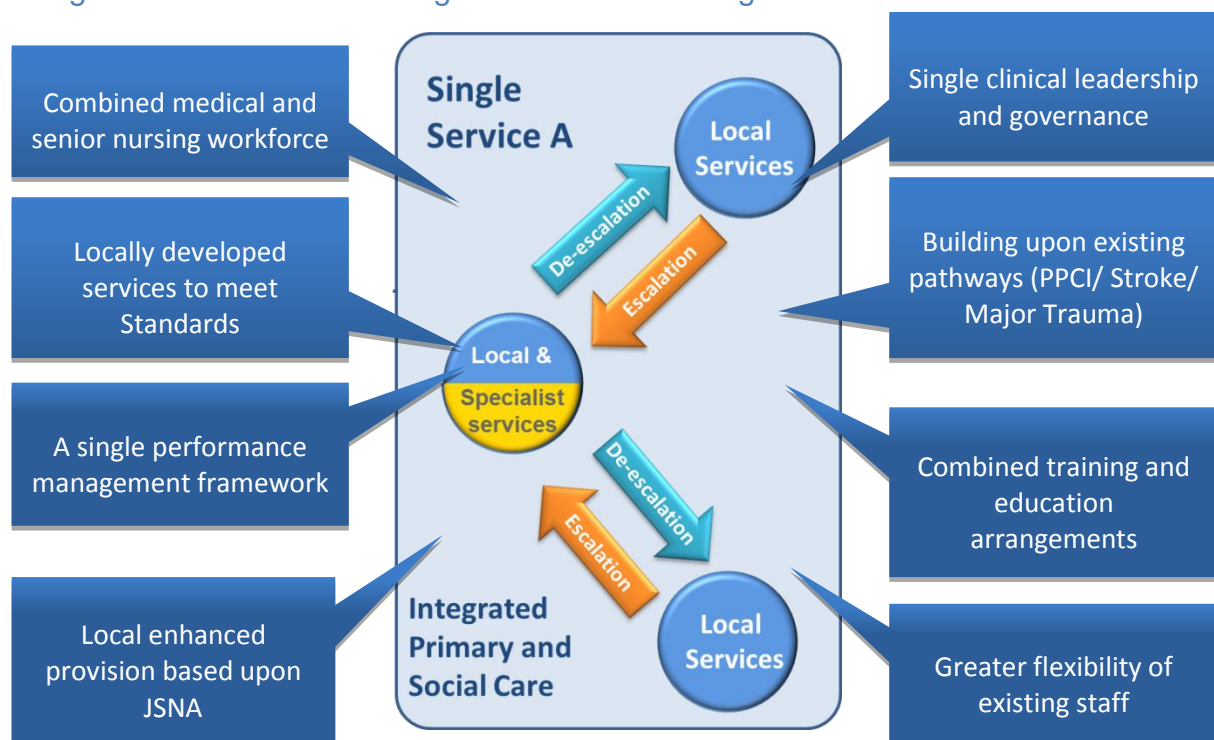 Combined medical and
senior nursing workforce
Locally developed
services to meet
Standards
A single performance
management framework
Local enhanced
provision based upon
JSNA
Single
Service A
Local
Services
De-escalation
Escalation
Local &
Specialist
services
De-escalation
Escalation
Integrated
Primary and
Social Care
Local
Services
Single clinical leadership
and governance
Building upon existing
pathways (PPCI/ Stroke/
Major Trauma)
Combined training and
education
arrangements
Greater flexibility of
existing staff